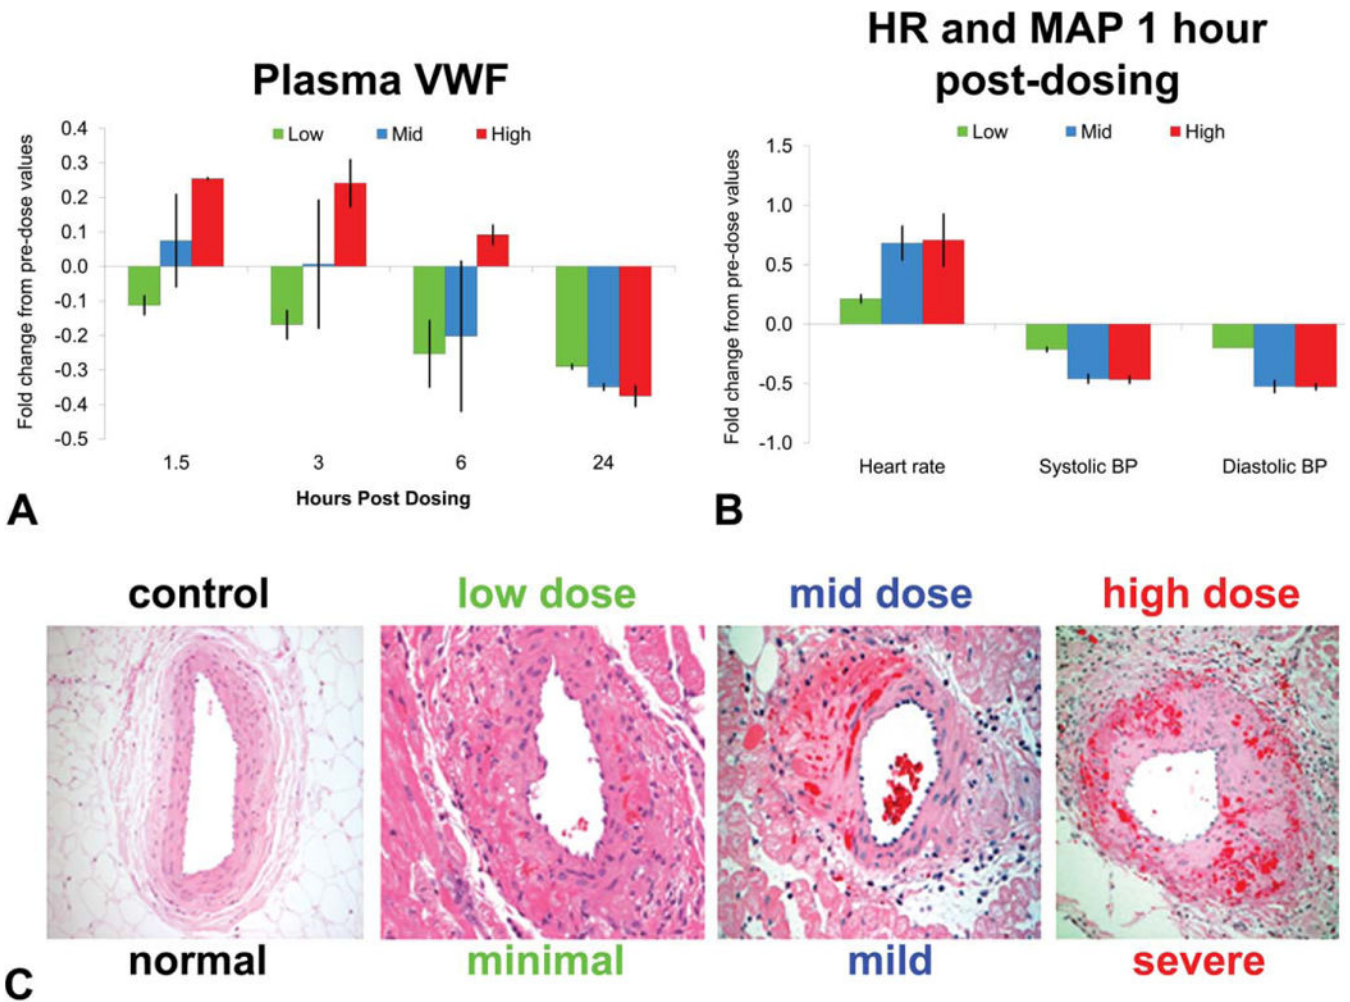 Plasma VWF
Low Mid High
Fold change from pre-dose values
0.4
0.3
0.2
0.1
0.0
-0.1
-0.2
-0.3
-0.4
-0.5
1.5 3 6 24
Hours Post Dosing
A
HR and MAP 1 hour
post-dosing
Low Mid High
Fold change from pre-dose values
1.5
1.0
0.5
0.0
-0.5
-1.0
Heart rate Systolic BP Diastolic BP
B
control low dose mid dose high dose
normal minimal mild severe
C